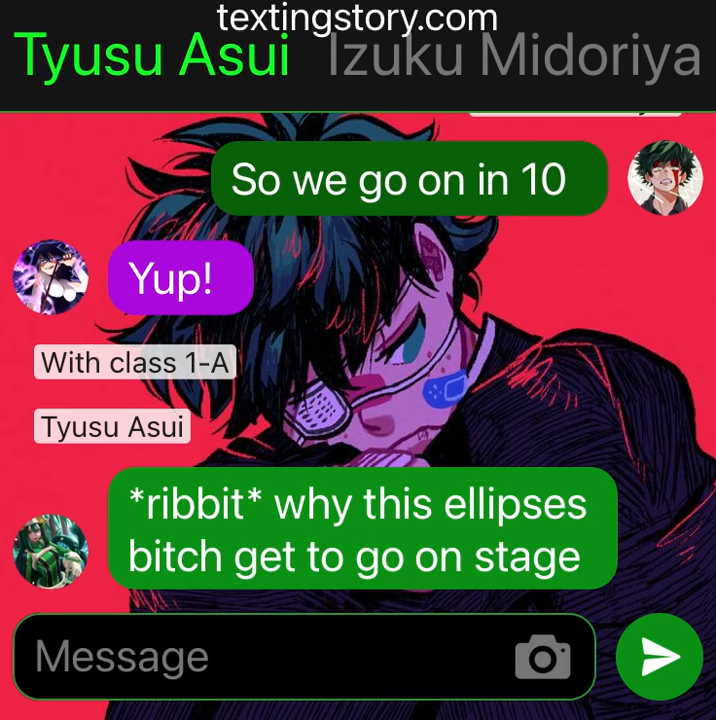 textingstory.com
Tyusu Asui Izuku Midoriya
So we go on in 10
Yup!
With class 1-A
Tyusu Asui
*ribbit* why this ellipses
bitch get to go on stage
Message